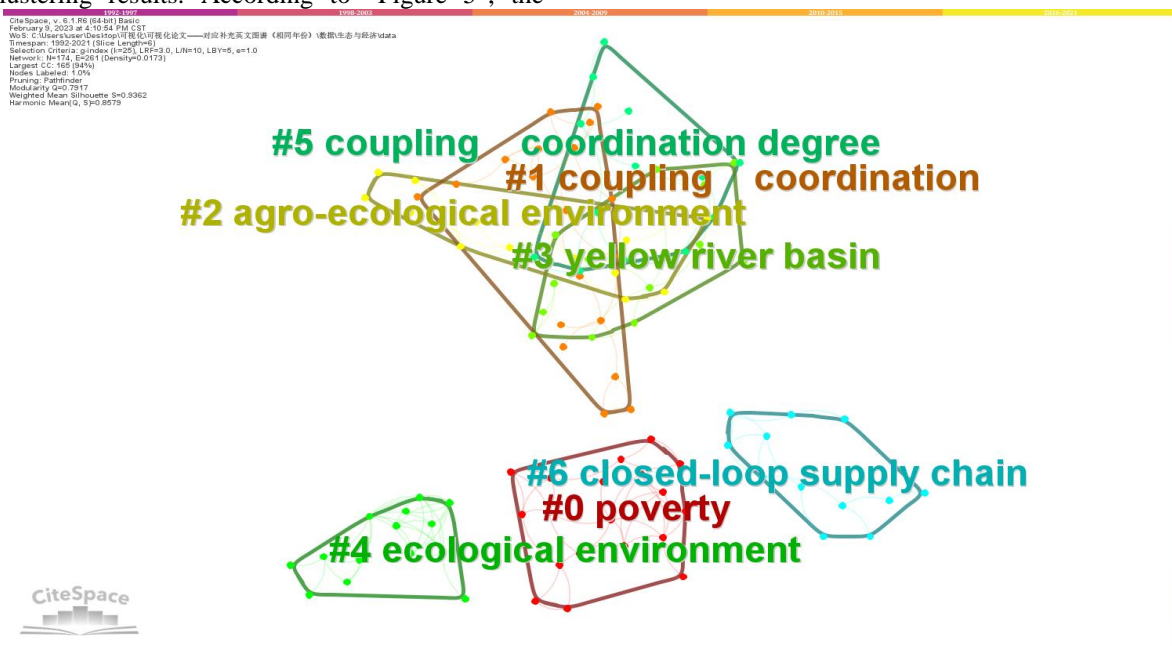 lustering results. According to "Figure 3", the
1992-1997 1998-2003 2004-2009 2010-2015 2016-2021
CiteSpace, v. 6.1.R6 (64-bit) Basic
February 9, 2023 at 4:10:54 PM CST
WoS: C:\Users\user\Desktop\可视化\可视化论文——对应补充英文图谱（相同年份）\数据\生态与经济\data
Timespan: 1992-2021 (Slice Length=6)
Selection Criteria: g-index (k=25), LRF=3.0, L/N=10, LBY=5, e=1.0
Network: N=174, E=261 (Density=0.0173)
Largest CC: 165 (94%)
Nodes Labeled: 1.0%
Pruning: Pathfinder
Modularity Q=0.7917
Weighted Mean Silhouette S=0.9362
Harmonic Mean(Q, S)=0.8579
#5 coupling coordination degree
#1 coupling coordination
#2 agro-ecological environment
#3 yellow river basin
#6 closed-loop supply chain
#0 poverty
#4 ecological environment
CiteSpace